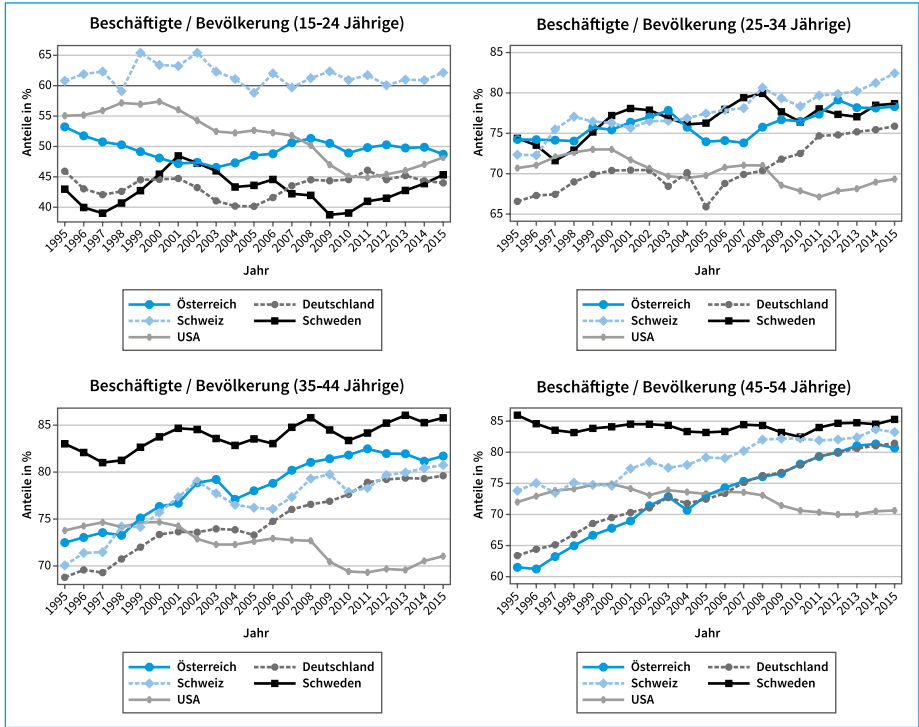 Beschäftigte / Bevölkerung (15-24 Jährige)
Anteile in %
65
60
55
50
45
40
1995 1996 1997 1998 1999 2000 2001 2002 2003 2004 2005 2006 2007 2008 2009 2010 2011 2012 2013 2014 2015
Jahr
Österreich Deutschland
Schweiz Schweden
USA
Beschäftigte / Bevölkerung (25-34 Jährige)
Anteile in %
85
80
75
70
65
1995 1996 1997 1998 1999 2000 2001 2002 2003 2004 2005 2006 2007 2008 2009 2010 2011 2012 2013 2014 2015
Jahr
Österreich Deutschland
Schweiz Schweden
USA
Beschäftigte / Bevölkerung (35-44 Jährige)
Anteile in %
85
80
75
70
1995 1996 1997 1998 1999 2000 2001 2002 2003 2004 2005 2006 2007 2008 2009 2010 2011 2012 2013 2014 2015
Jahr
Österreich Deutschland
Schweiz Schweden
USA
Beschäftigte / Bevölkerung (45-54 Jährige)
Anteile in %
85
80
75
70
65
60
1995 1996 1997 1998 1999 2000 2001 2002 2003 2004 2005 2006 2007 2008 2009 2010 2011 2012 2013 2014 2015
Jahr
Österreich Deutschland
Schweiz Schweden
USA